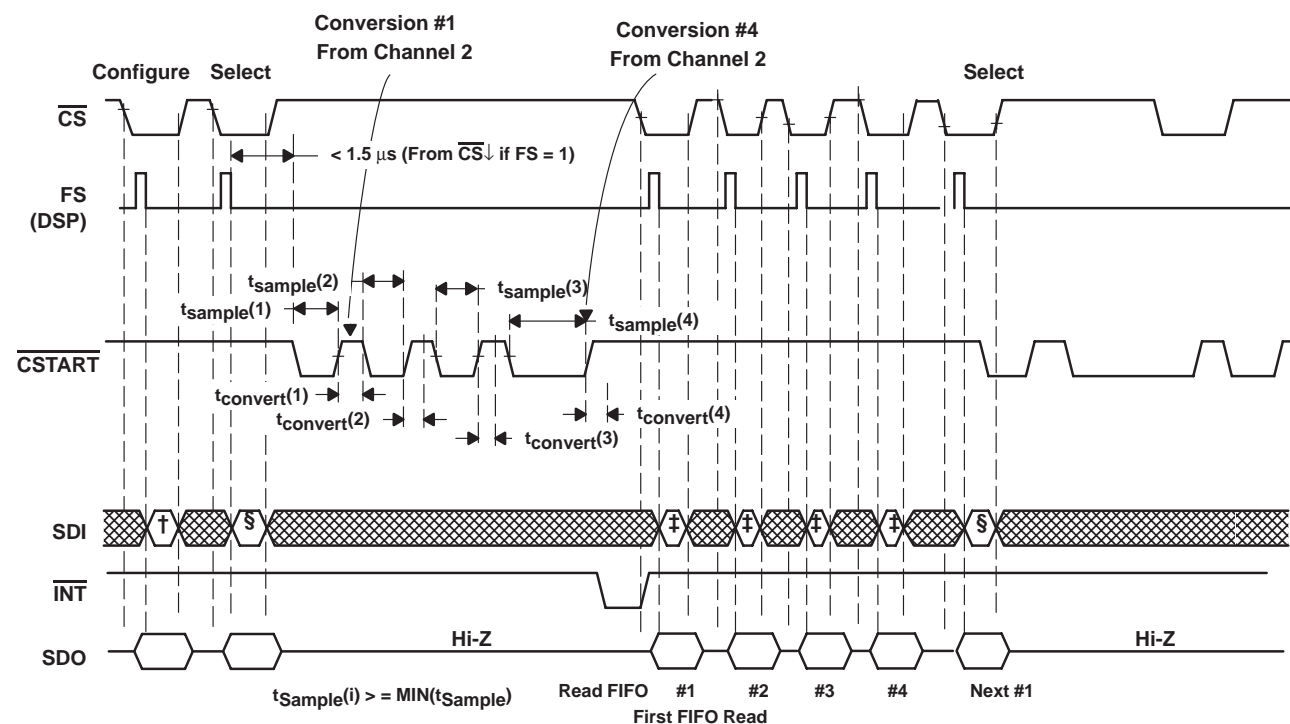 Conversion #1
From Channel 2
Conversion #4
From Channel 2
Configure
Select
Select
CS
< 1.5 μs (From CS↓ if FS = 1)
FS
(DSP)
tsample(2)
tsample(3)
tsample(1)
tsample(4)
CSTART
tconvert(1)
tconvert(4)
tconvert(2)
tconvert(3)
SDI
†
§
‡
‡
‡
‡
§
INT
Hi-Z
Hi-Z
SDO
tSample(i) > = MIN(tSample)
Read FIFO
#1
#2
#3
#4
Next #1
First FIFO Read